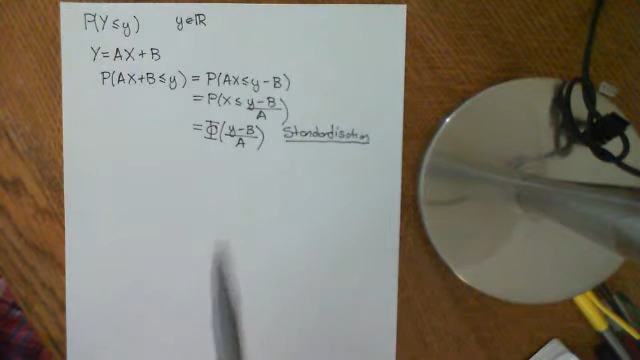 P(Y ≤ y) y ∈ ℝ
Y = AX + B
P(AX + B ≤ y) = P(AX ≤ y - B)
= P(X ≤ (y - B)/A)
= Φ((y - B)/A) Standardisation